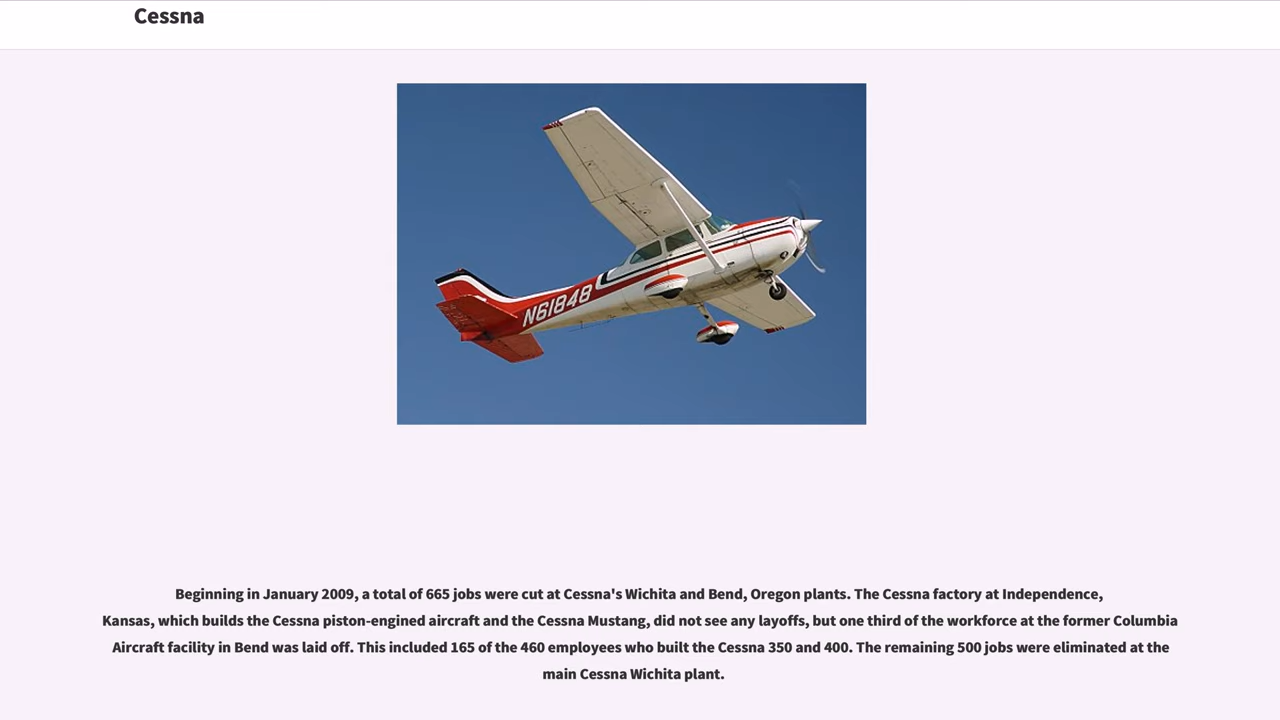 Cessna
N61848
Beginning in January 2009, a total of 665 jobs were cut at Cessna's Wichita and Bend, Oregon plants. The Cessna factory at Independence,
Kansas, which builds the Cessna piston-engined aircraft and the Cessna Mustang, did not see any layoffs, but one third of the workforce at the former Columbia
Aircraft facility in Bend was laid off. This included 165 of the 460 employees who built the Cessna 350 and 400. The remaining 500 jobs were eliminated at the
main Cessna Wichita plant.